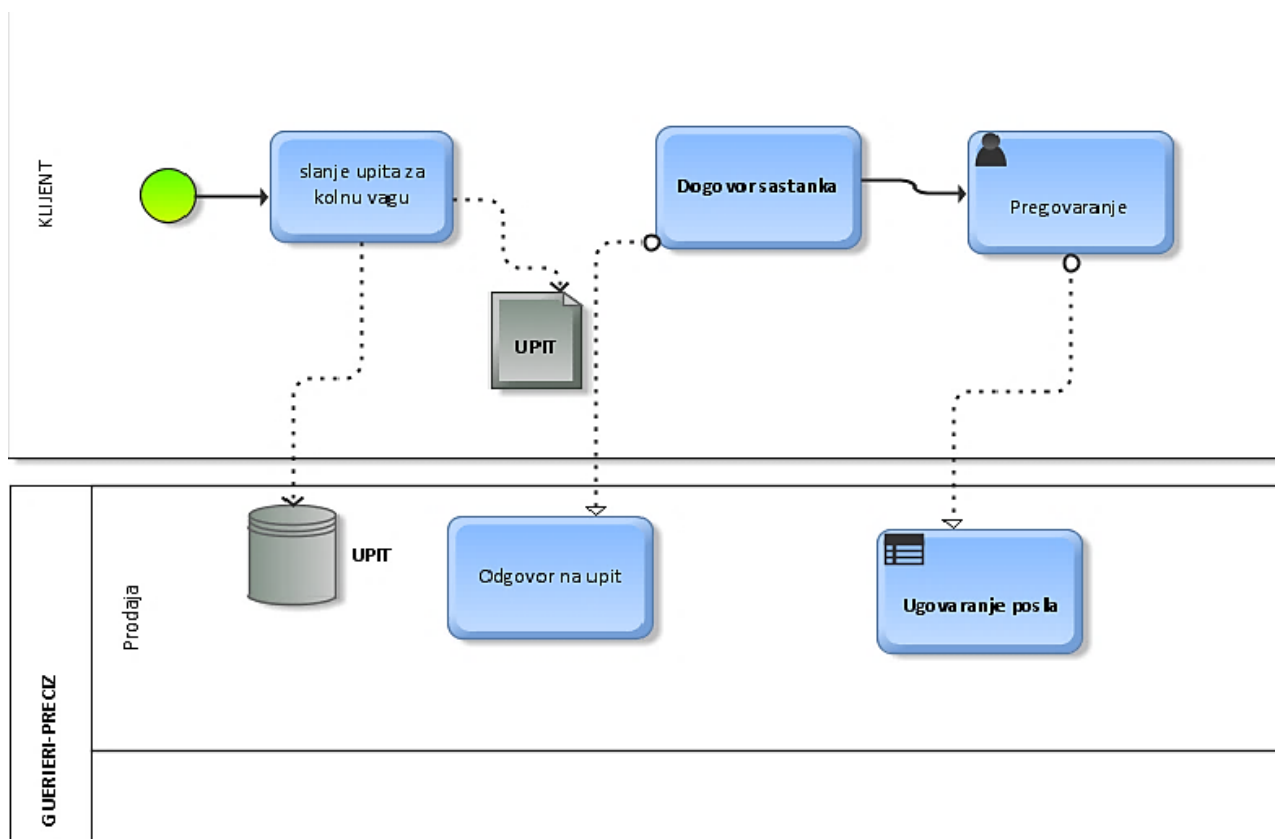 KLIJENT
slanje upita za
kolnu vagu
Dogovor sastanka
Pregovaranje
UPIT
GUERIERI-PRECIZ
Prodaja
UPIT
Odgovor na upit
Ugovaranje posla